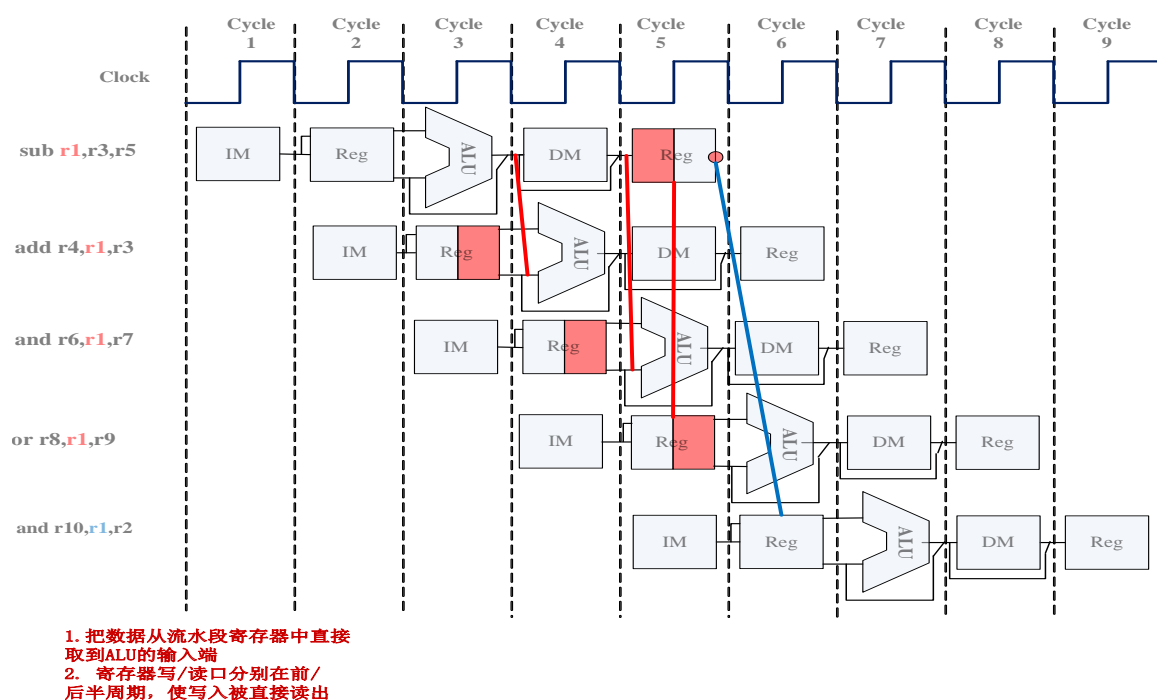 Cycle 1 Cycle 2 Cycle 3 Cycle 4 Cycle 5 Cycle 6 Cycle 7 Cycle 8 Cycle 9
Clock
sub r1,r3,r5 IM Reg ALU DM Reg
add r4,r1,r3 IM Reg ALU DM Reg
and r6,r1,r7 IM Reg ALU DM Reg
or r8,r1,r9 IM Reg ALU DM Reg
and r10,r1,r2 IM Reg ALU DM Reg
1. 把数据从流水段寄存器中直接
取到ALU的输入端
2. 寄存器写/读口分别在前/
后半周期，使写入被直接读出